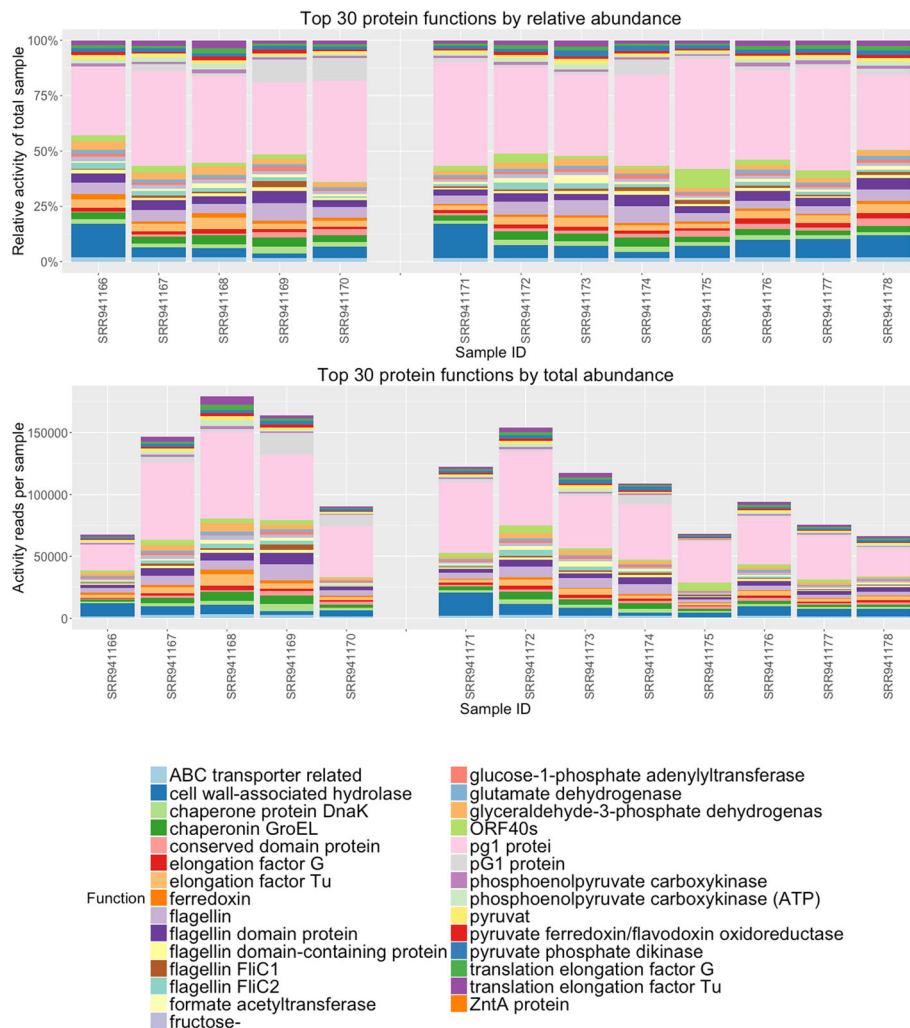 Top 30 protein functions by relative abundance
Relative activity of total sample
100%
75%
50%
25%
0%
SRR941166
SRR941167
SRR941168
SRR941169
SRR941170
SRR941171
SRR941172
SRR941173
SRR941174
SRR941175
SRR941176
SRR941177
SRR941178
Sample ID
Top 30 protein functions by total abundance
Activity reads per sample
150000
100000
50000
0
SRR941166
SRR941167
SRR941168
SRR941169
SRR941170
SRR941171
SRR941172
SRR941173
SRR941174
SRR941175
SRR941176
SRR941177
SRR941178
Sample ID
Function
ABC transporter related
cell wall-associated hydrolase
chaperone protein DnaK
chaperonin GroEL
conserved domain protein
elongation factor G
elongation factor Tu
ferredoxin
flagellin
flagellin domain protein
flagellin domain-containing protein
flagellin FliC1
flagellin FliC2
formate acetyltransferase
fructose-
glucose-1-phosphate adenylyltransferase
glutamate dehydrogenase
glyceraldehyde-3-phosphate dehydrogenas
ORF40s
pg1 protei
pG1 protein
phosphoenolpyruvate carboxykinase
phosphoenolpyruvate carboxykinase (ATP)
pyruvat
pyruvate ferredoxin/flavodoxin oxidoreductase
pyruvate phosphate dikinase
translation elongation factor G
translation elongation factor Tu
ZntA protein